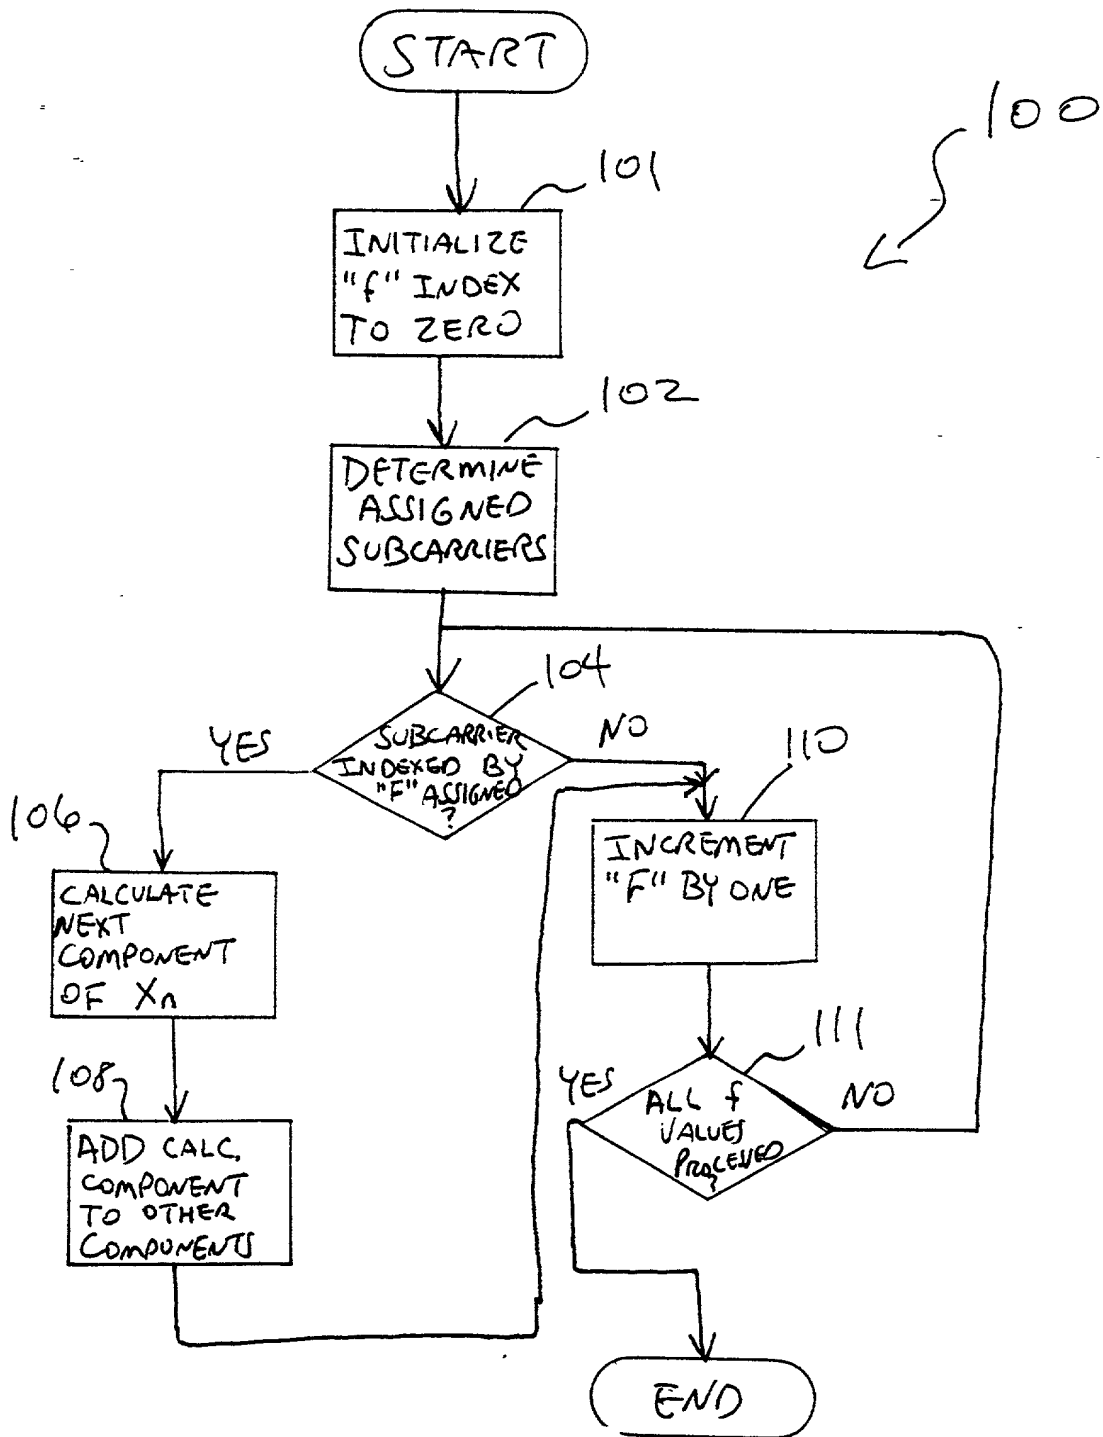 START
100
101
INITIALIZE
"f" INDEX
TO ZERO
102
DETERMINE
ASSIGNED
SUBCARRIERS
104
YES
SUBCARRIER
INDEXED BY
"F" ASSIGNED
?
NO
110
106
CALCULATE
NEXT
COMPONENT
OF Xn
INCREMENT
"F" BY ONE
108
ADD CALC.
COMPONENT
TO OTHER
COMPONENTS
111
YES
ALL f
VALUES
PROCESSED
?
NO
END